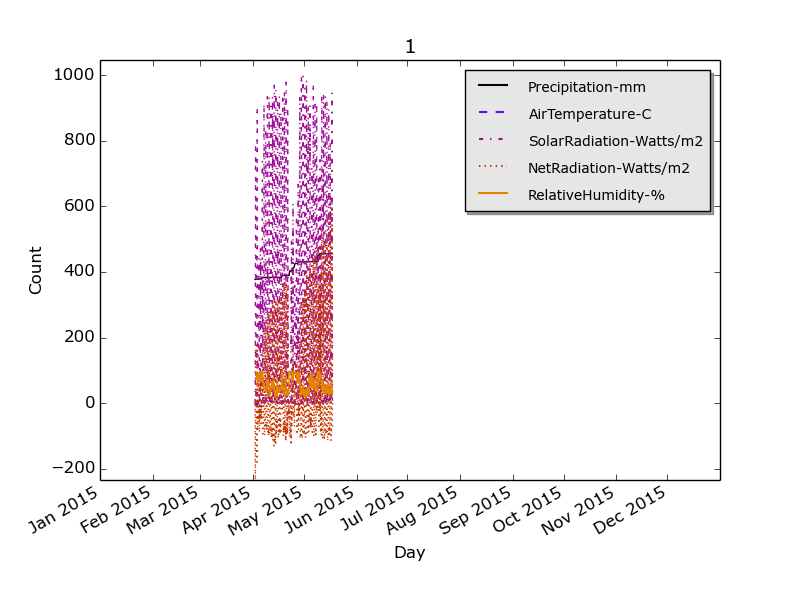 1
Precipitation-mm
AirTemperature-C
SolarRadiation-Watts/m2
NetRadiation-Watts/m2
RelativeHumidity-%
1000
800
600
400
200
0
−200
Count
Jan 2015
Feb 2015
Mar 2015
Apr 2015
May 2015
Jun 2015
Jul 2015
Aug 2015
Sep 2015
Oct 2015
Nov 2015
Dec 2015
Day